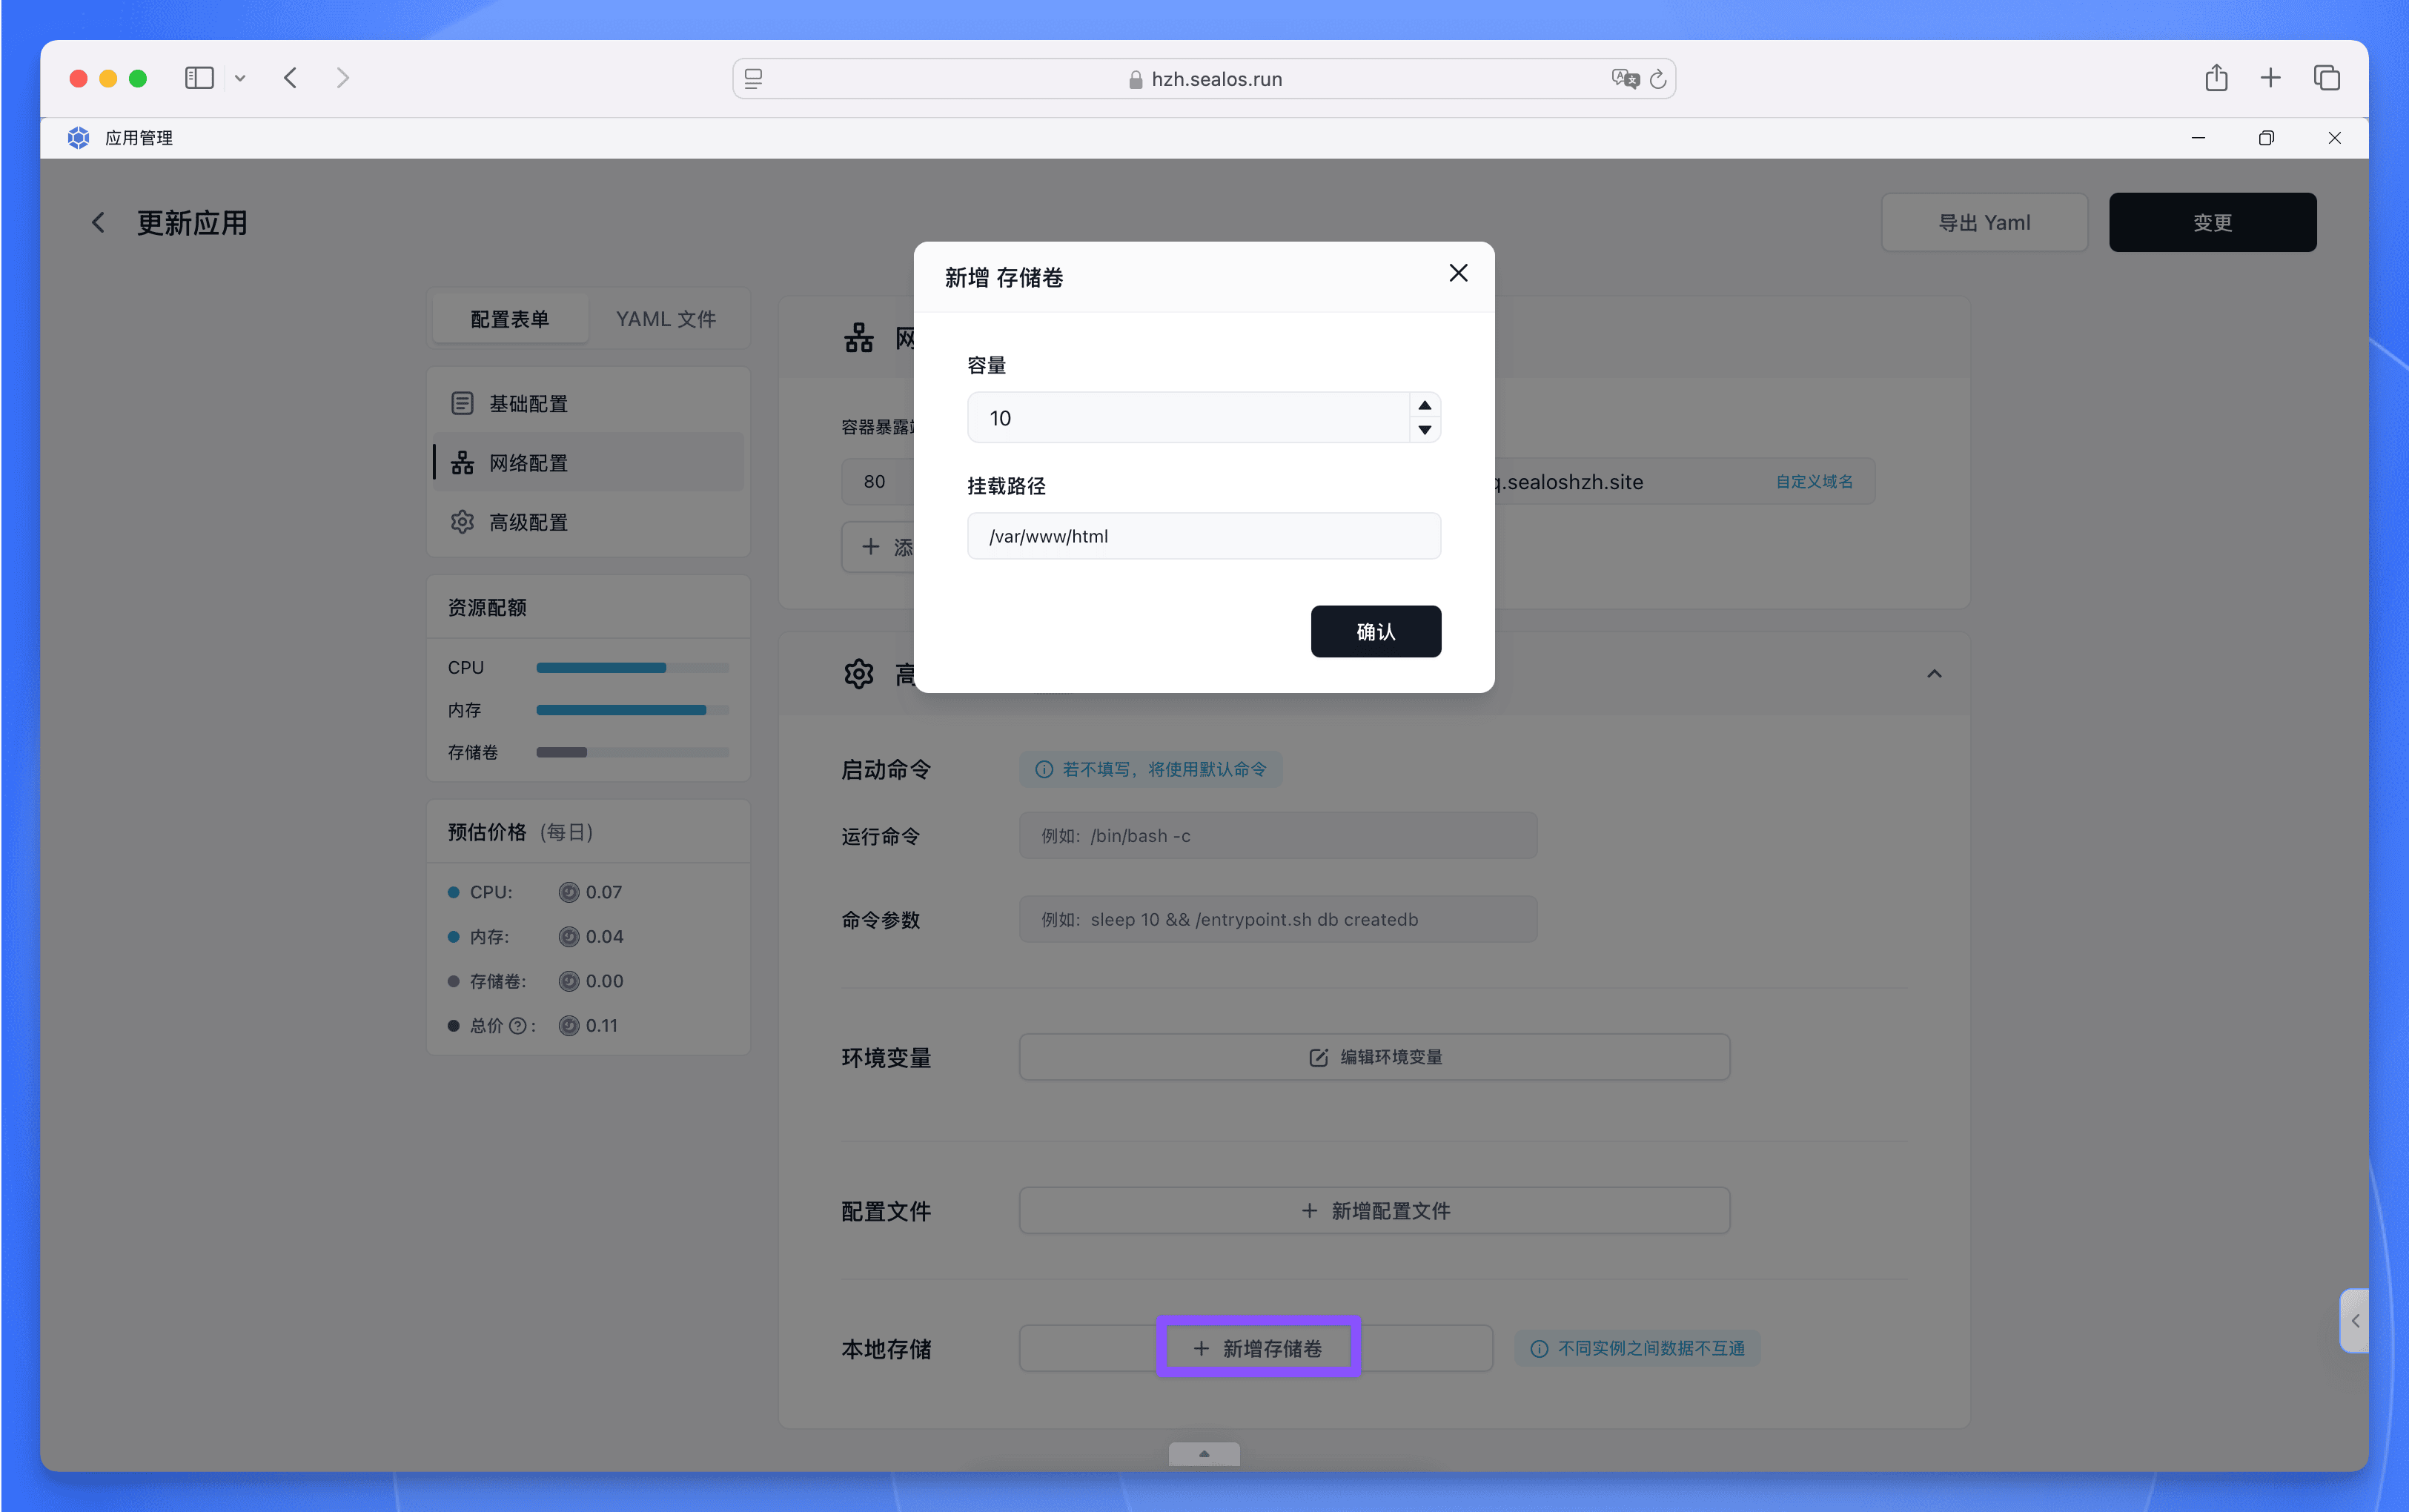 hzh.sealos.run
应用管理
更新应用
导出 Yaml
变更
配置表单
YAML 文件
基础配置
网络配置
高级配置
资源配额
CPU
内存
存储卷
预估价格 (每日)
CPU: 0.07
内存: 0.04
存储卷: 0.00
总价 ? : 0.11
新增 存储卷
容量
10
挂载路径
/var/www/html
确认
网
容器暴露
80
q.sealoshzh.site
自定义域名
添
高
启动命令
若不填写，将使用默认命令
运行命令
例如: /bin/bash -c
命令参数
例如: sleep 10 && /entrypoint.sh db createdb
环境变量
编辑环境变量
配置文件
新增配置文件
本地存储
新增存储卷
不同实例之间数据不互通